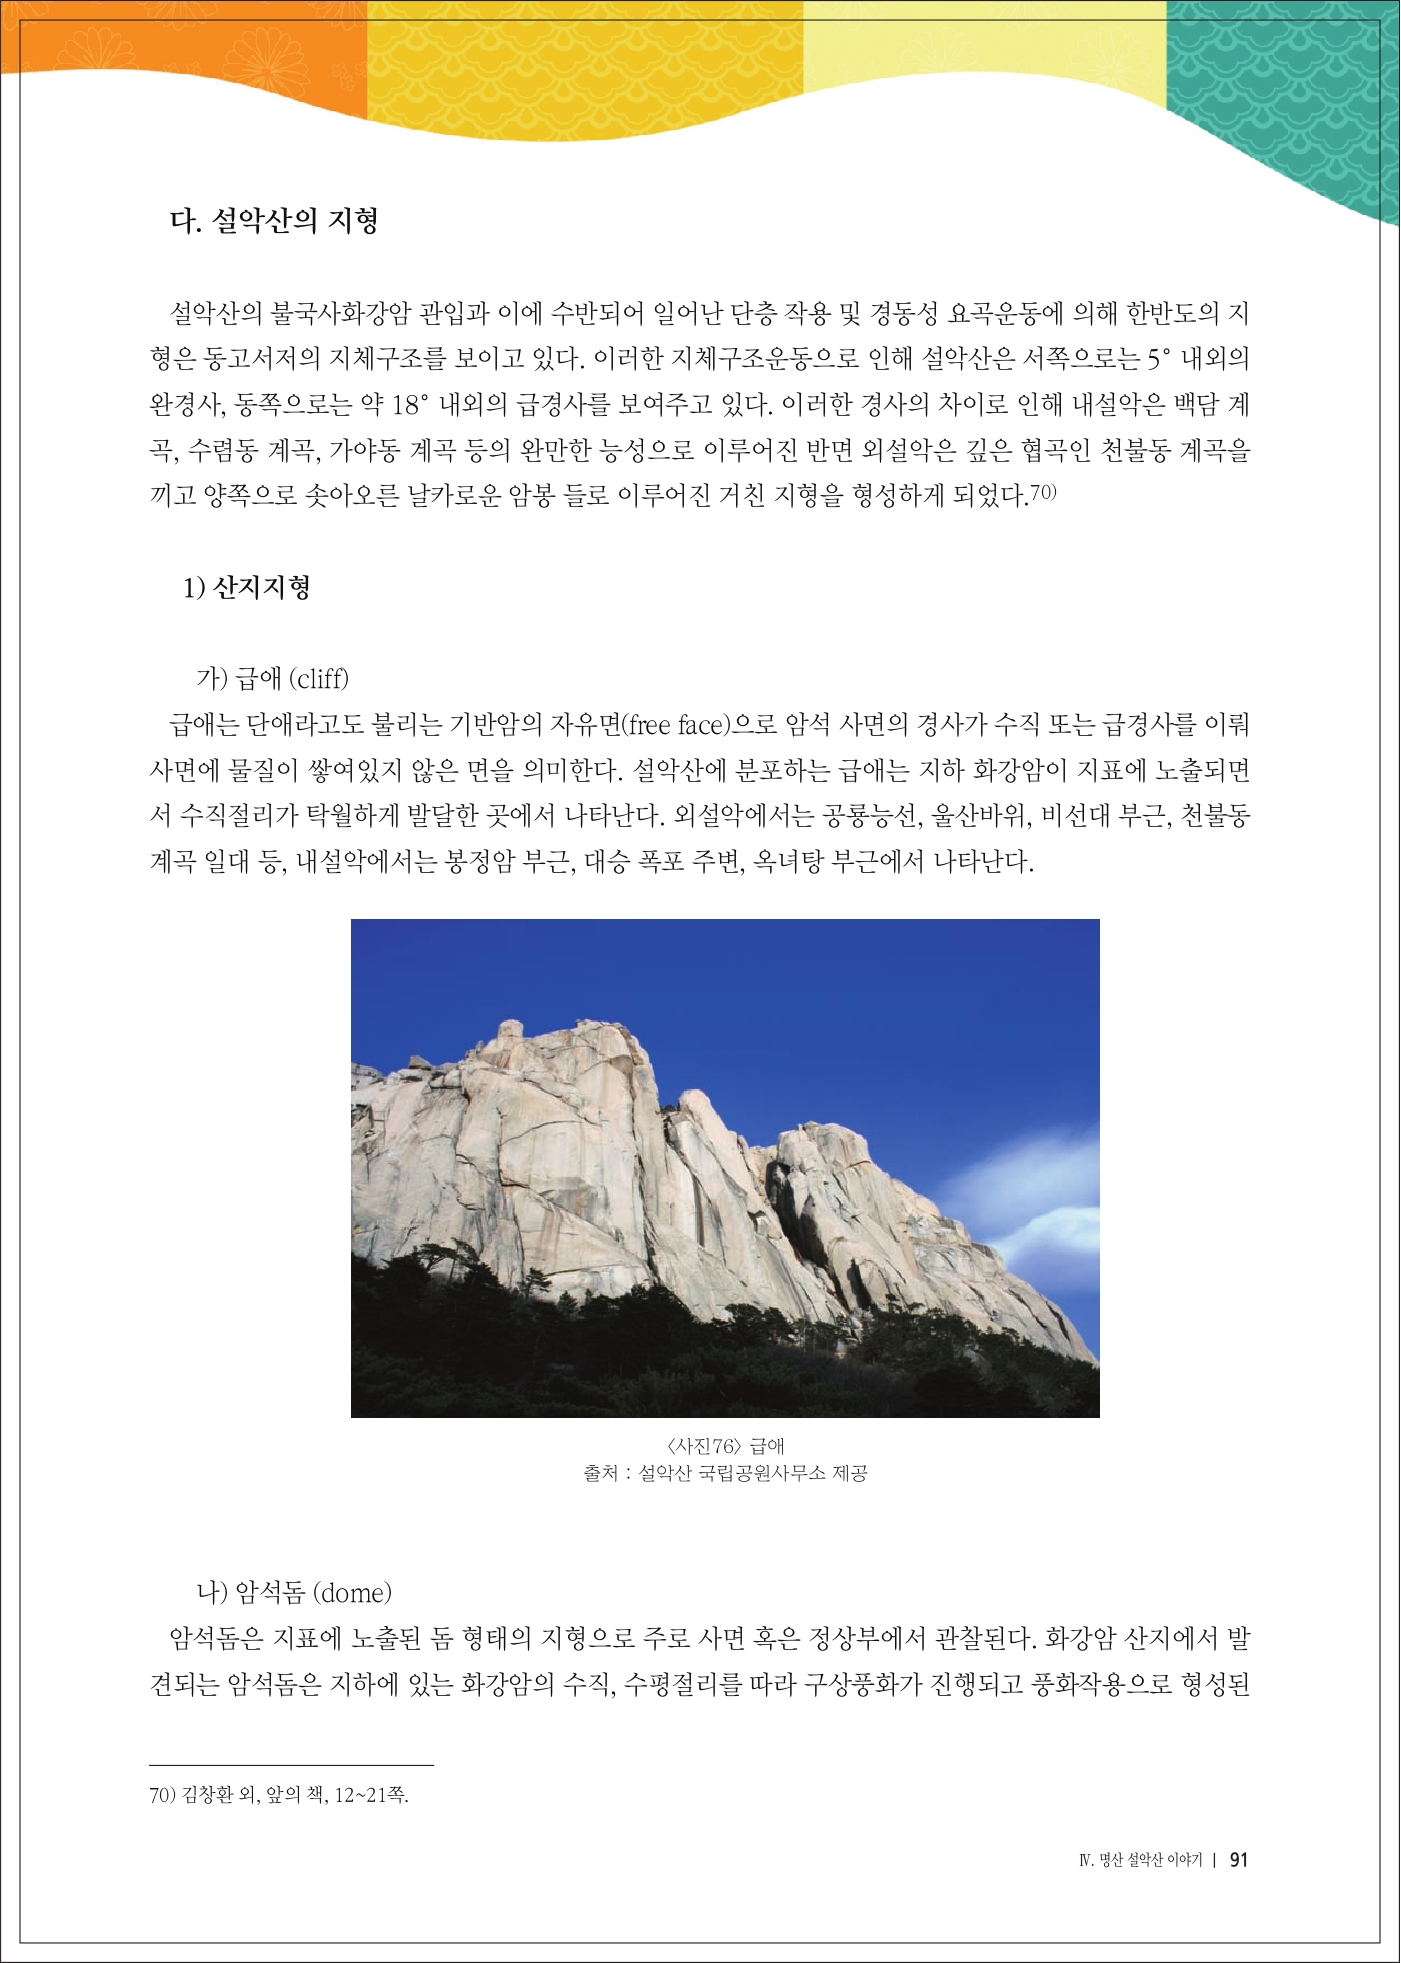 다. 설악산의 지형
설악산의 불국사화강암 관입과 이에 수반되어 일어난 단층 작용 및 경동성 요곡운동에 의해 한반도의 지
형은 동고서저의 지체구조를 보이고 있다. 이러한 지체구조운동으로 인해 설악산은 서쪽으로는 5° 내외의
완경사, 동쪽으로는 약 18° 내외의 급경사를 보여주고 있다. 이러한 경사의 차이로 인해 내설악은 백담 계
곡, 수렴동 계곡, 가야동 계곡 등의 완만한 능성으로 이루어진 반면 외설악은 깊은 협곡인 천불동 계곡을
끼고 양쪽으로 솟아오른 날카로운 암봉 들로 이루어진 거친 지형을 형성하게 되었다.70)
1) 산지지형
가) 급애 (cliff)
급애는 단애라고도 불리는 기반암의 자유면(free face)으로 암석 사면의 경사가 수직 또는 급경사를 이뤄
사면에 물질이 쌓여있지 않은 면을 의미한다. 설악산에 분포하는 급애는 지하 화강암이 지표에 노출되면
서 수직절리가 탁월하게 발달한 곳에서 나타난다. 외설악에서는 공룡능선, 울산바위, 비선대 부근, 천불동
계곡 일대 등, 내설악에서는 봉정암 부근, 대승 폭포 주변, 옥녀탕 부근에서 나타난다.
〈사진76〉 급애
출처 : 설악산 국립공원사무소 제공
나) 암석돔 (dome)
암석돔은 지표에 노출된 돔 형태의 지형으로 주로 사면 혹은 정상부에서 관찰된다. 화강암 산지에서 발
견되는 암석돔은 지하에 있는 화강암의 수직, 수평절리를 따라 구상풍화가 진행되고 풍화작용으로 형성된
70) 김창환 외, 앞의 책, 12~21쪽.
Ⅳ. 명산 설악산 이야기 | 91